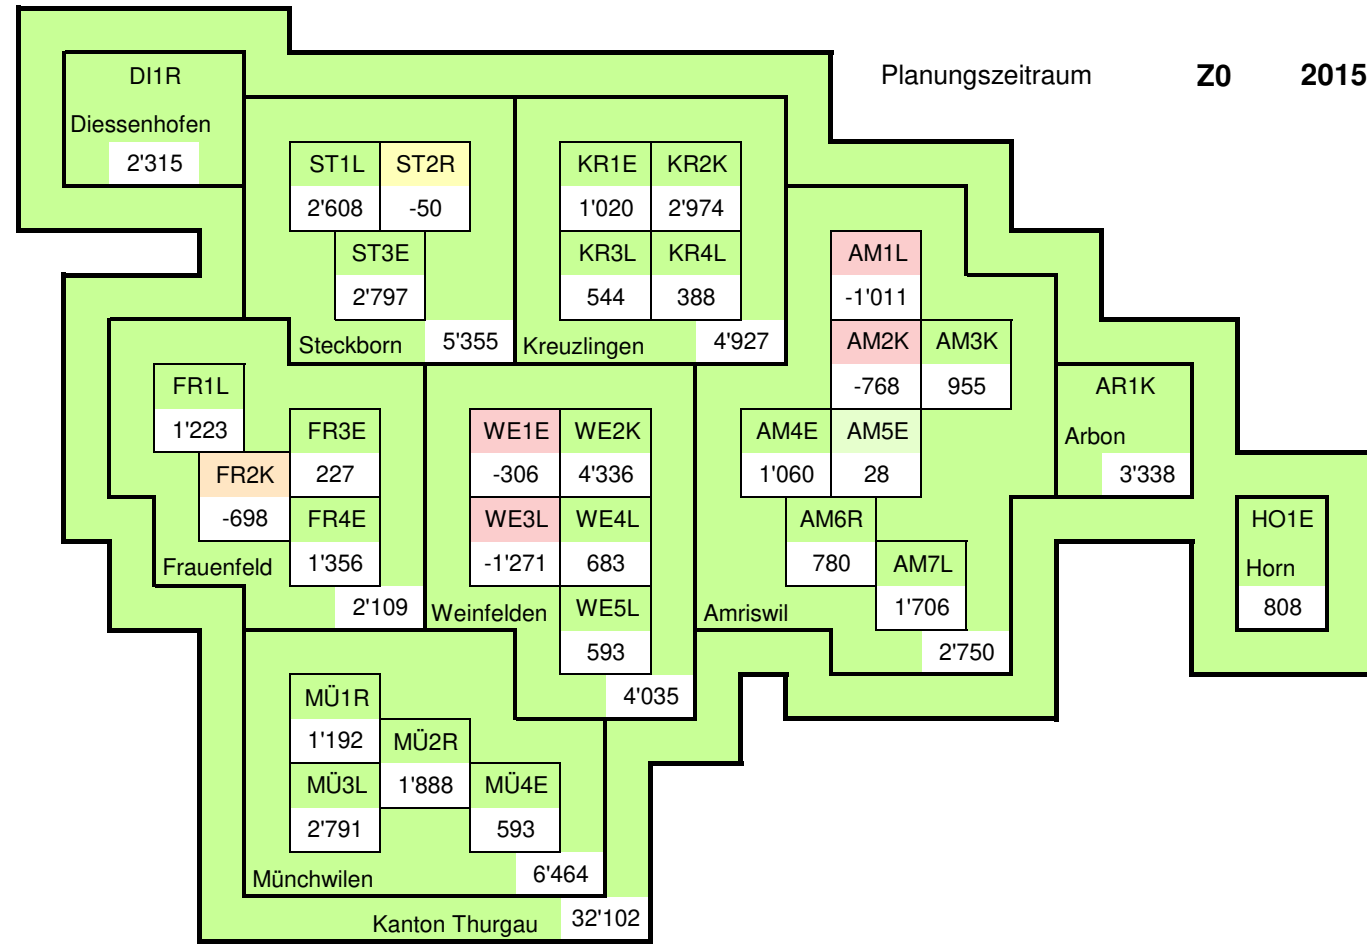 DI1R
Planungszeitraum Z0 2015
Diessenhofen
2'315
ST1L ST2R
2'608 -50
ST3E
2'797
Steckborn 5'355
KR1E KR2K
1'020 2'974
KR3L KR4L
544 388
Kreuzlingen 4'927
AM1L
-1'011
AM2K AM3K
-768 955
AM4E AM5E
1'060 28
AM6R
780
AM7L
1'706
Amriswil
2'750
AR1K
Arbon
3'338
HO1E
Horn
808
FR1L
1'223
FR3E
227
FR2K
-698
FR4E
1'356
Frauenfeld
2'109
WE1E WE2K
-306 4'336
WE3L WE4L
-1'271 683
WE5L
593
Weinfelden
4'035
MÜ1R
1'192
MÜ2R
1'888
MÜ3L
2'791
MÜ4E
593
Münchwilen 6'464
Kanton Thurgau 32'102